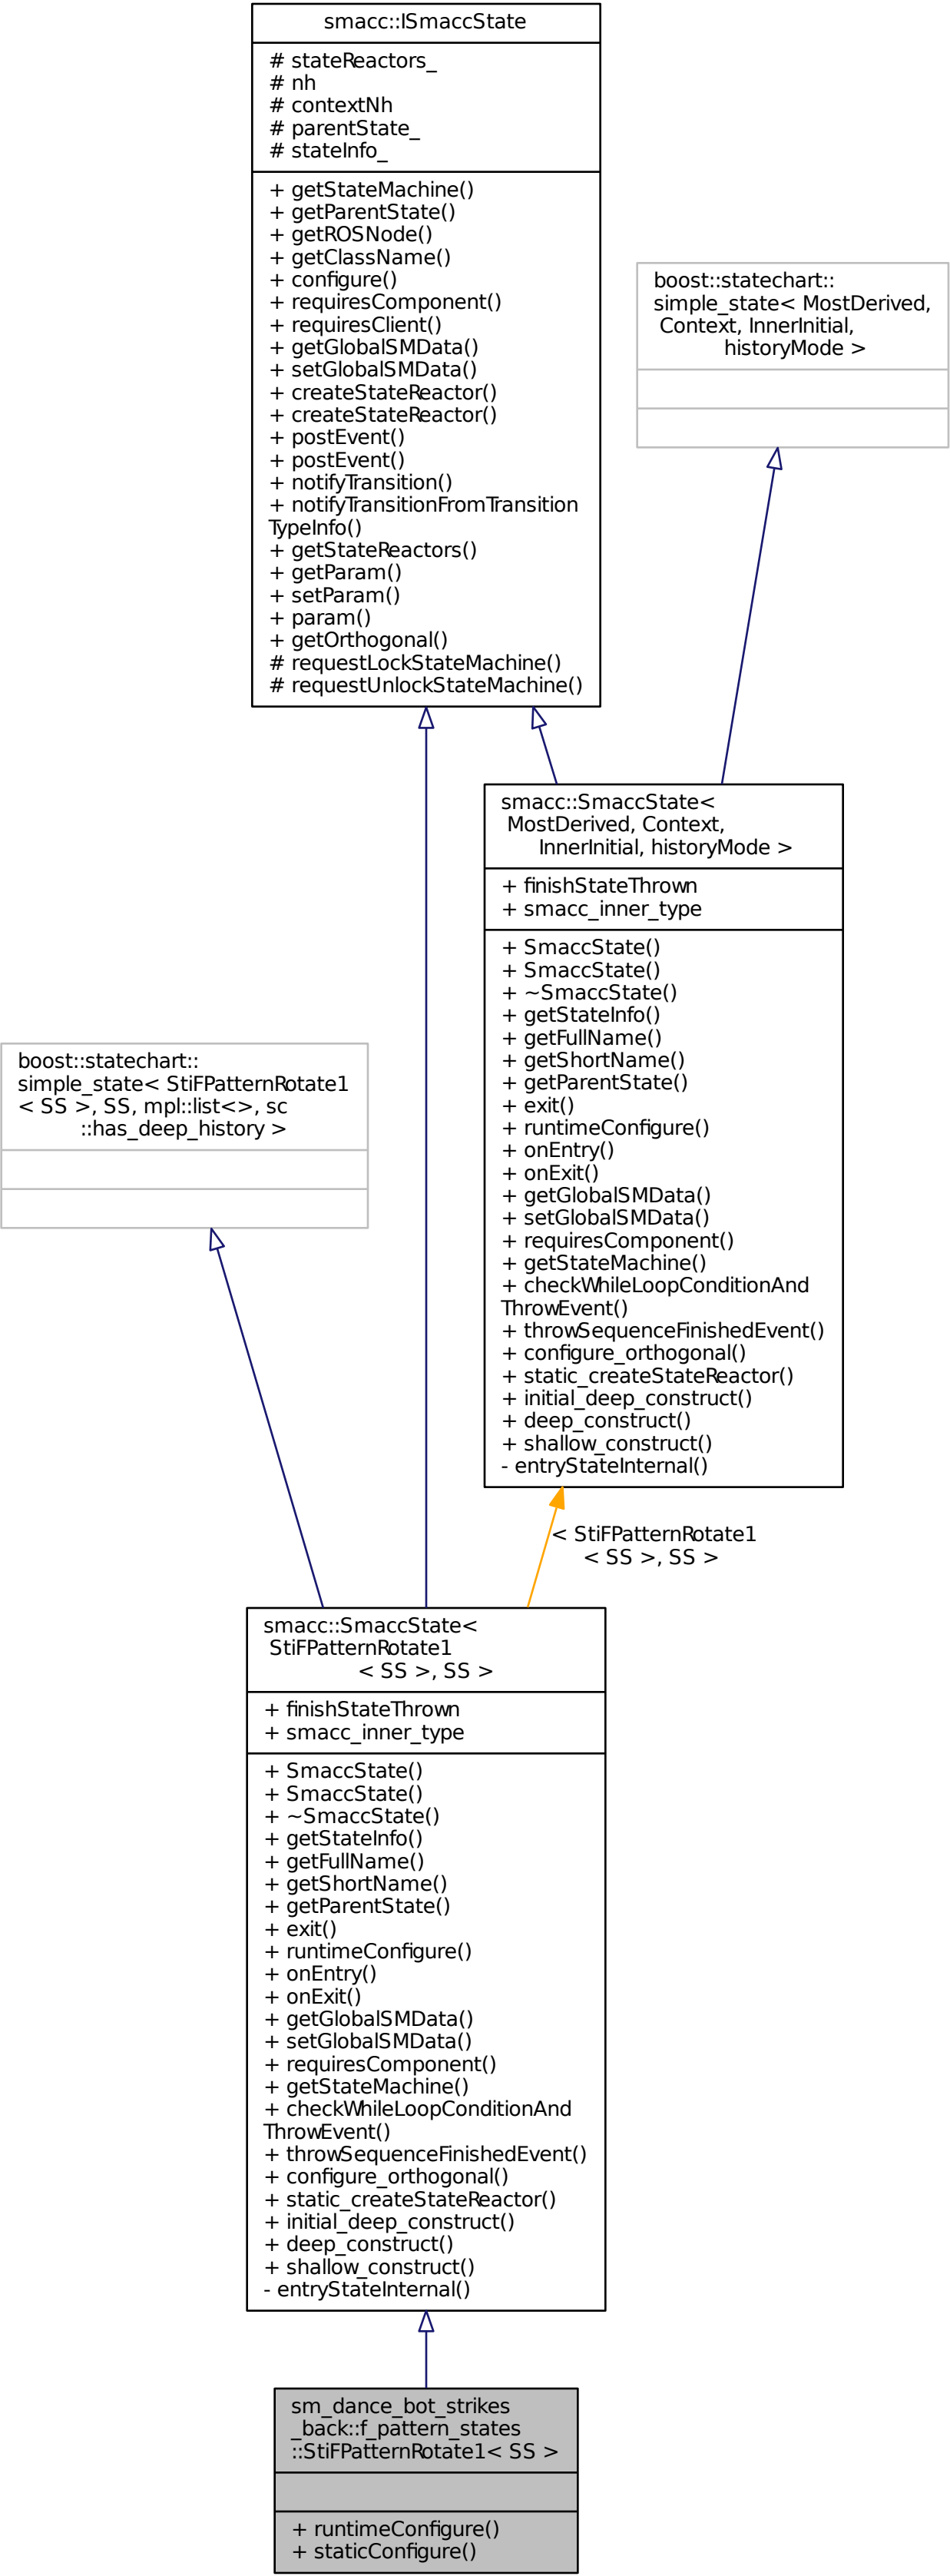 smacc::ISmaccState
# stateReactors_
# nh
# contextNh
# parentState_
# stateInfo_
+ getStateMachine()
+ getParentState()
+ getROSNode()
+ getClassName()
+ configure()
+ requiresComponent()
+ requiresClient()
+ getGlobalSMData()
+ setGlobalSMData()
+ createStateReactor()
+ createStateReactor()
+ postEvent()
+ postEvent()
+ notifyTransition()
+ notifyTransitionFromTransition
TypeInfo()
+ getStateReactors()
+ getParam()
+ setParam()
+ param()
+ getOrthogonal()
# requestLockStateMachine()
# requestUnlockStateMachine()
boost::statechart::
simple_state< MostDerived,
Context, InnerInitial,
historyMode >
smacc::SmaccState<
MostDerived, Context,
InnerInitial, historyMode >
+ finishStateThrown
+ smacc_inner_type
+ SmaccState()
+ SmaccState()
+ ~SmaccState()
+ getStateInfo()
+ getFullName()
+ getShortName()
+ getParentState()
+ exit()
+ runtimeConfigure()
+ onEntry()
+ onExit()
+ getGlobalSMData()
+ setGlobalSMData()
+ requiresComponent()
+ getStateMachine()
+ checkWhileLoopConditionAnd
ThrowEvent()
+ throwSequenceFinishedEvent()
+ configure_orthogonal()
+ static_createStateReactor()
+ initial_deep_construct()
+ deep_construct()
+ shallow_construct()
- entryStateInternal()
boost::statechart::
simple_state< StiFPatternRotate1
< SS >, SS, mpl::list<>, sc
::has_deep_history >
< StiFPatternRotate1
< SS >, SS >
smacc::SmaccState<
StiFPatternRotate1
< SS >, SS >
+ finishStateThrown
+ smacc_inner_type
+ SmaccState()
+ SmaccState()
+ ~SmaccState()
+ getStateInfo()
+ getFullName()
+ getShortName()
+ getParentState()
+ exit()
+ runtimeConfigure()
+ onEntry()
+ onExit()
+ getGlobalSMData()
+ setGlobalSMData()
+ requiresComponent()
+ getStateMachine()
+ checkWhileLoopConditionAnd
ThrowEvent()
+ throwSequenceFinishedEvent()
+ configure_orthogonal()
+ static_createStateReactor()
+ initial_deep_construct()
+ deep_construct()
+ shallow_construct()
- entryStateInternal()
sm_dance_bot_strikes
_back::f_pattern_states
::StiFPatternRotate1< SS >
+ runtimeConfigure()
+ staticConfigure()